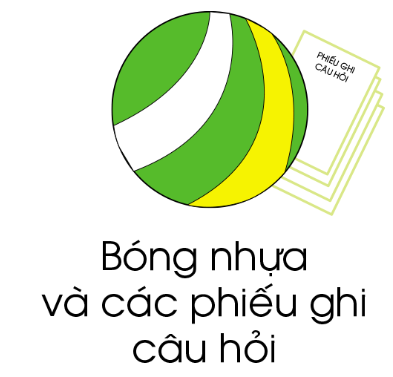 PHIẾU GHI
CÂU HỎI
Bóng nhựa
và các phiếu ghi
câu hỏi